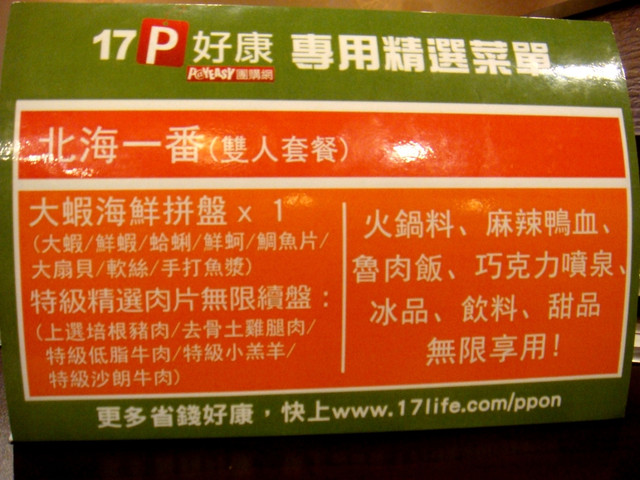 17P好康 專用精選菜單
P@YEASY團購網
北海一番(雙人套餐)
大蝦海鮮拼盤 x 1
(大蝦/鮮蝦/蛤蜊/鮮蚵/鯛魚片/
大扇貝/軟絲/手打魚漿)
特級精選肉片無限續盤：
(上選培根豬肉/去骨土雞腿肉/
特級低脂牛肉/特級小羔羊/
特級沙朗牛肉)
火鍋料、麻辣鴨血、
魯肉飯、巧克力噴泉、
冰品、飲料、甜品
無限享用!
更多省錢好康，快上www.17life.com/ppon